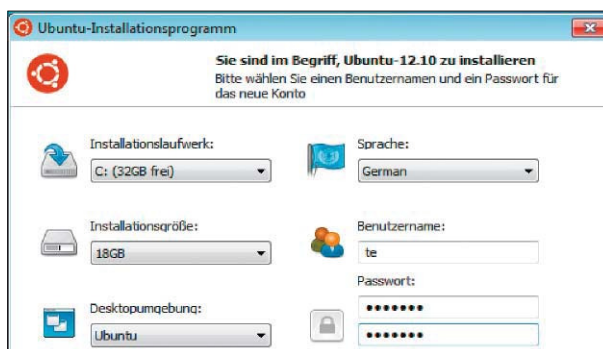 Ubuntu-Installationsprogramm
Sie sind im Begriff, Ubuntu-12.10 zu installieren
Bitte wählen Sie einen Benutzernamen und ein Passwort für
das neue Konto
Installationslaufwerk:
C: (32GB frei)
Sprache:
German
Installationsgröße:
18GB
Benutzername:
te
Passwort:
•••••••
Desktopumgebung:
Ubuntu
•••••••